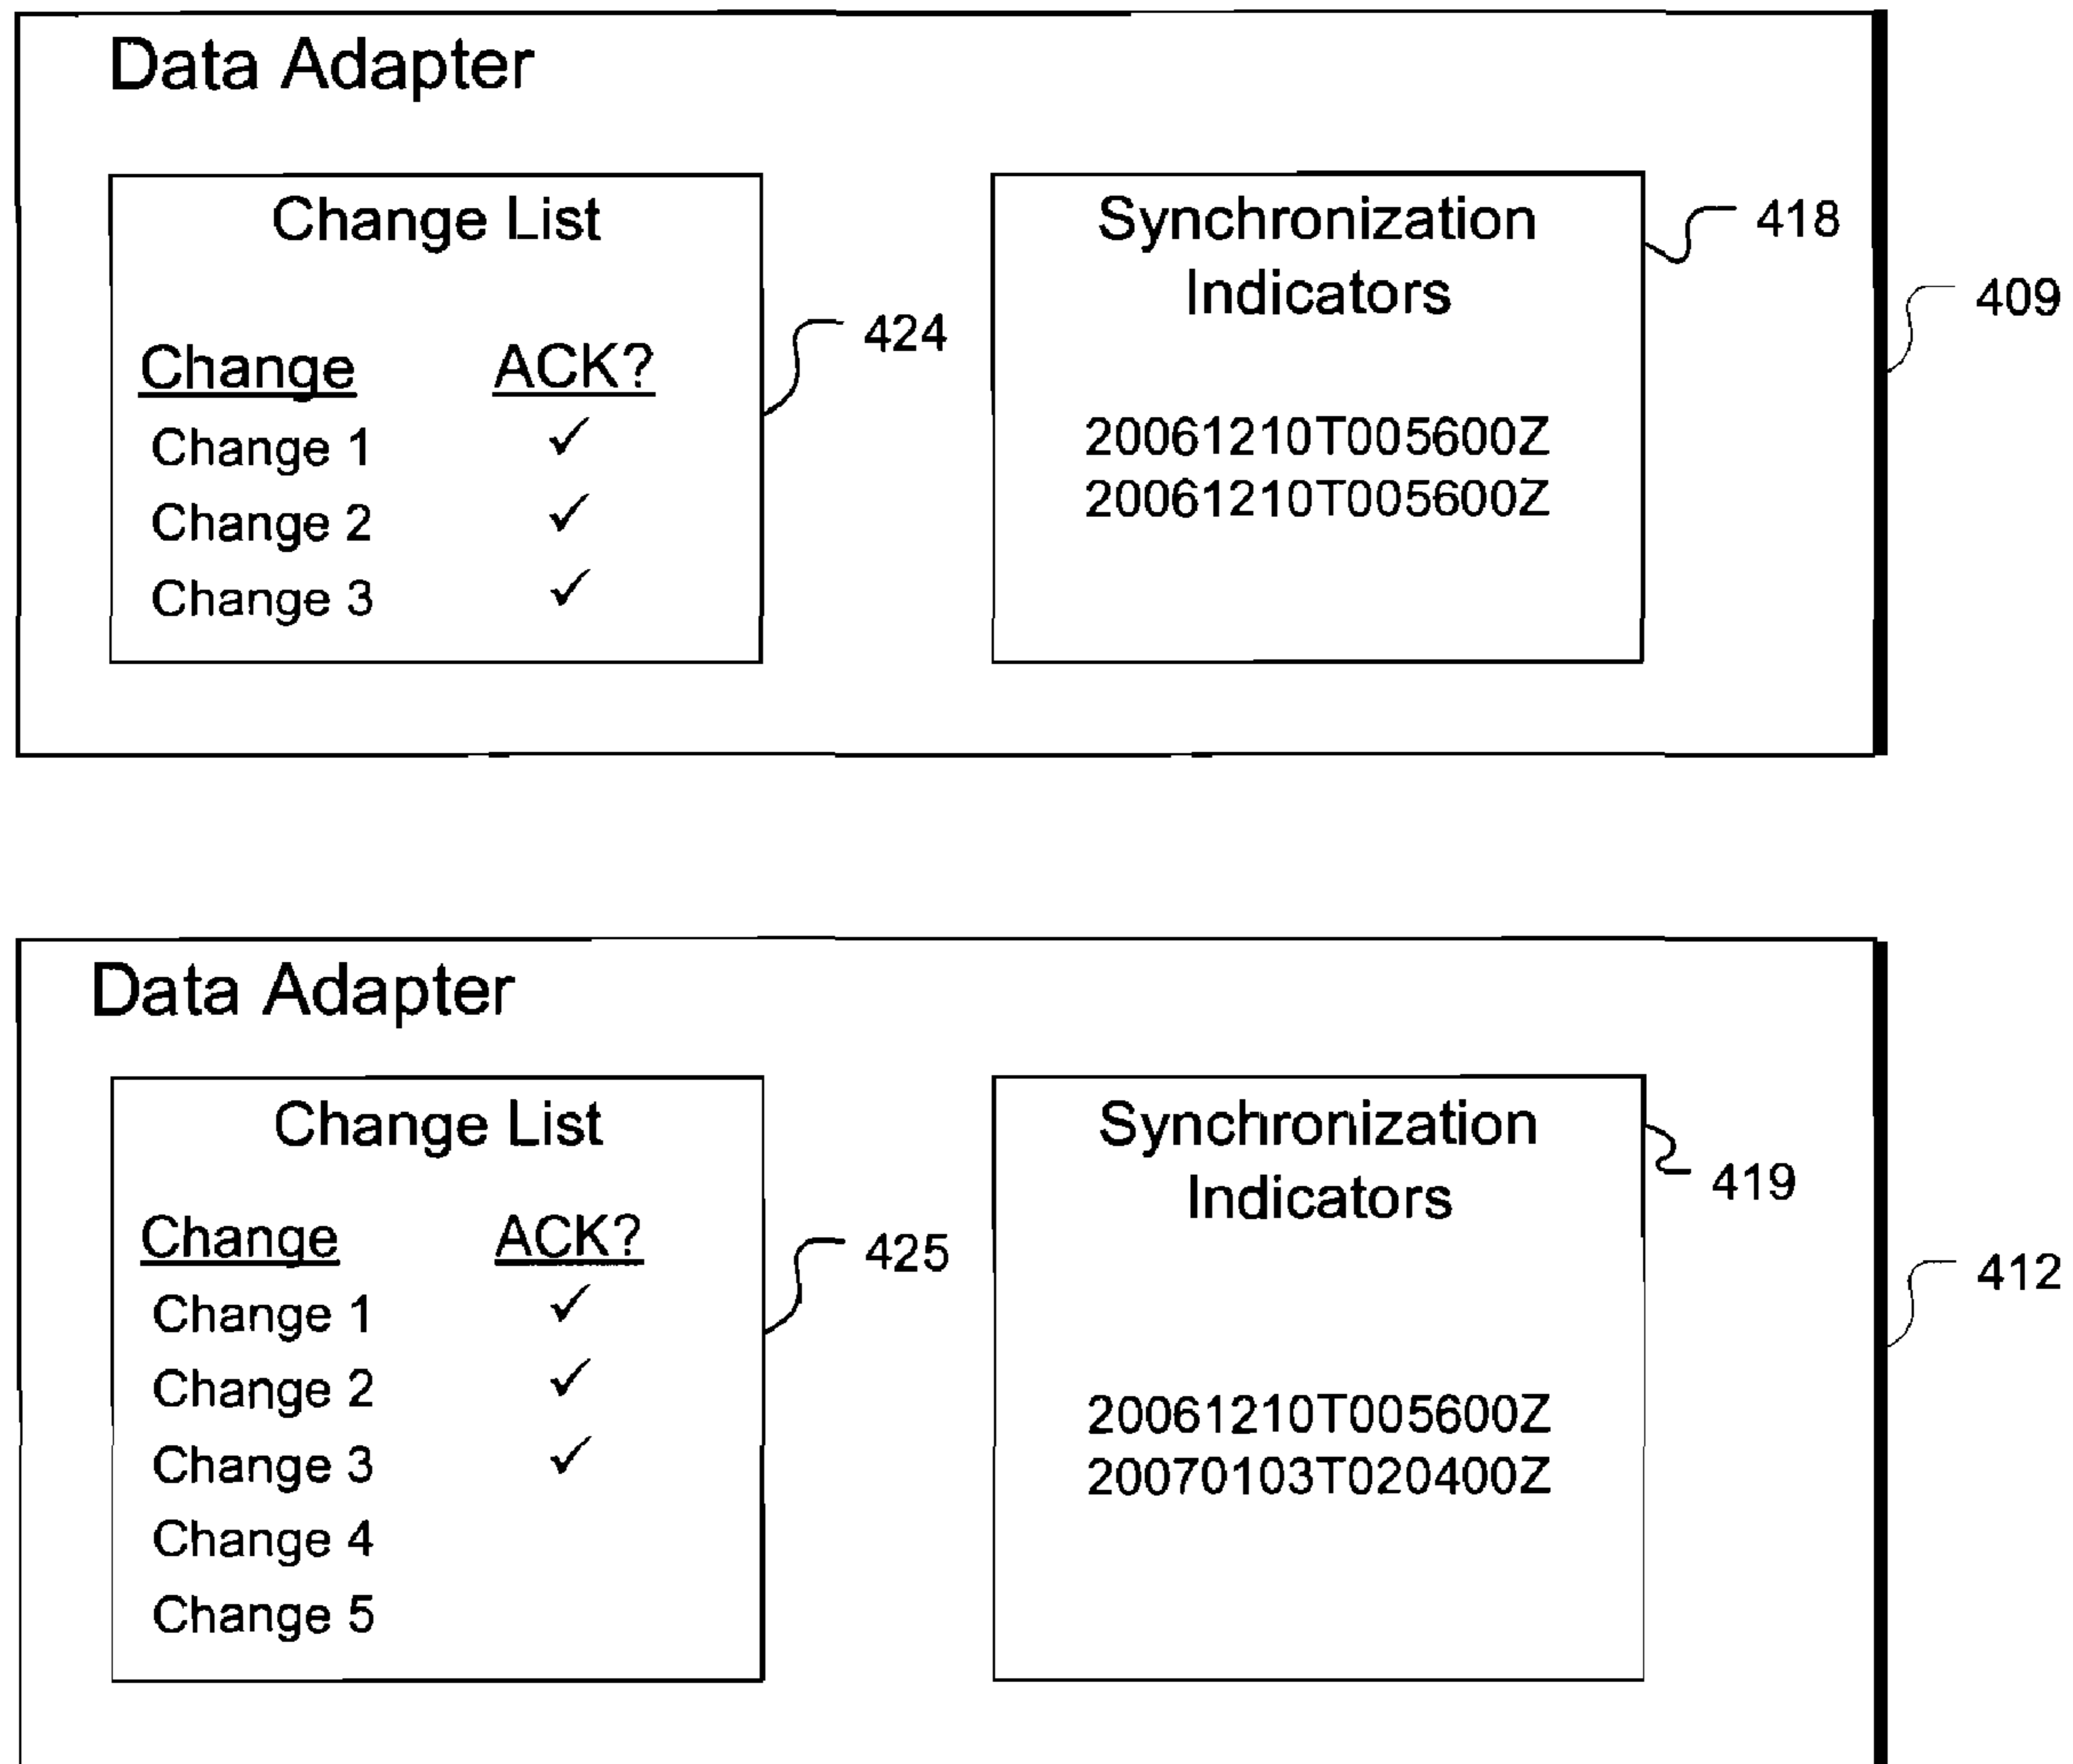 Data Adapter
Change List
Change ACK?
Change 1 ✓
Change 2 ✓
Change 3 ✓
424
Synchronization
Indicators
20061210T005600Z
20061210T005600Z
418
409
Data Adapter
Change List
Change ACK?
Change 1 ✓
Change 2 ✓
Change 3 ✓
Change 4
Change 5
425
Synchronization
Indicators
20061210T005600Z
20070103T020400Z
419
412